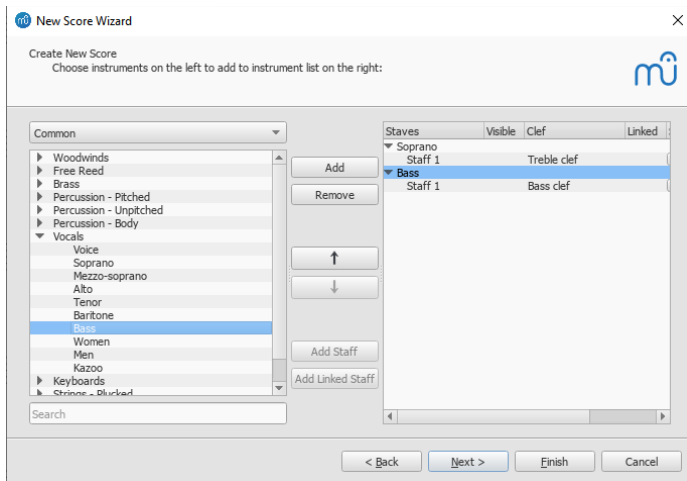 New Score Wizard
Create New Score
Choose instruments on the left to add to instrument list on the right:
Common
Woodwinds
Free Reed
Brass
Percussion - Pitched
Percussion - Unpitched
Percussion - Body
Vocals
Voice
Soprano
Mezzo-soprano
Alto
Tenor
Baritone
Bass
Women
Men
Kazoo
Keyboards
Strings - Plucked
Search
Add
Remove
Add Staff
Add Linked Staff
Staves Visible Clef Linked
Soprano
Staff 1 Treble clef
Bass
Staff 1 Bass clef
< Back Next > Finish Cancel